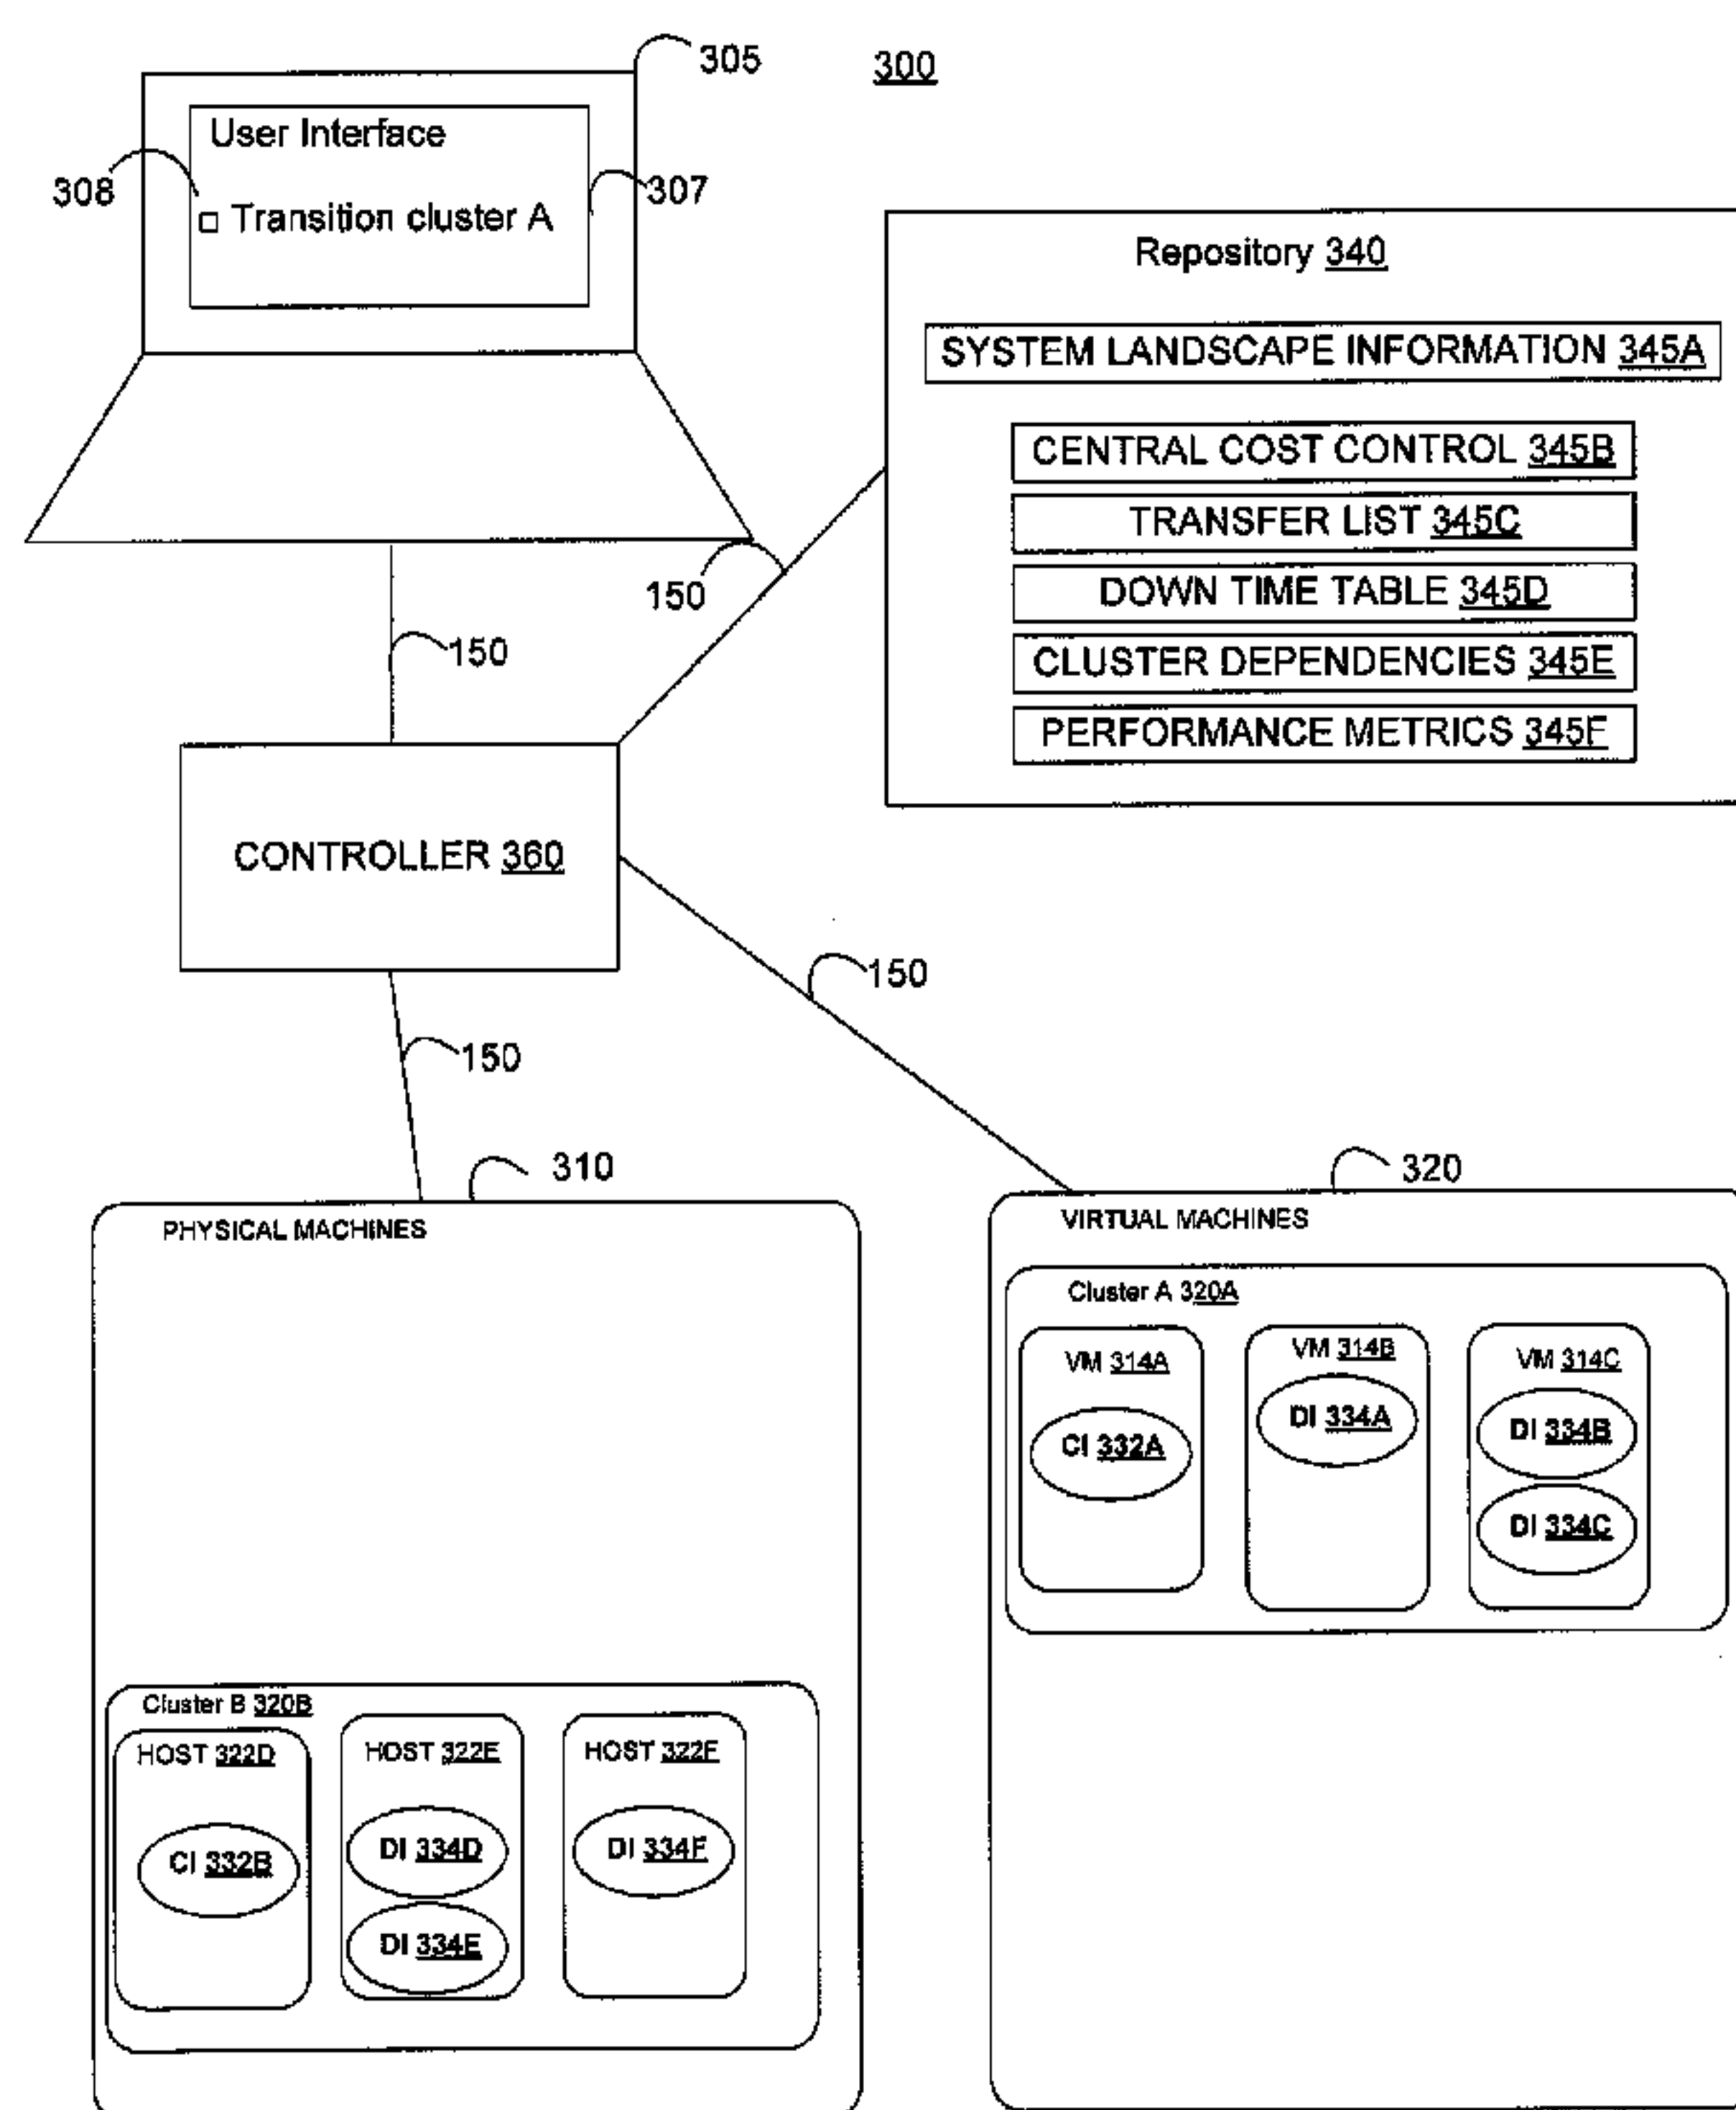 305
300
User Interface
308
307
Transition cluster A
Repository 340
SYSTEM LANDSCAPE INFORMATION 345A
CENTRAL COST CONTROL 345B
TRANSFER LIST 345C
DOWN TIME TABLE 345D
CLUSTER DEPENDENCIES 345E
PERFORMANCE METRICS 345F
150
150
CONTROLLER 360
150
150
310
320
PHYSICAL MACHINES
VIRTUAL MACHINES
Cluster A 320A
VM 314A
VM 314B
VM 314C
CI 332A
DI 334A
DI 334B
DI 334C
Cluster B 320B
HOST 322D
HOST 322E
HOST 322F
CI 332B
DI 334D
DI 334F
DI 334E